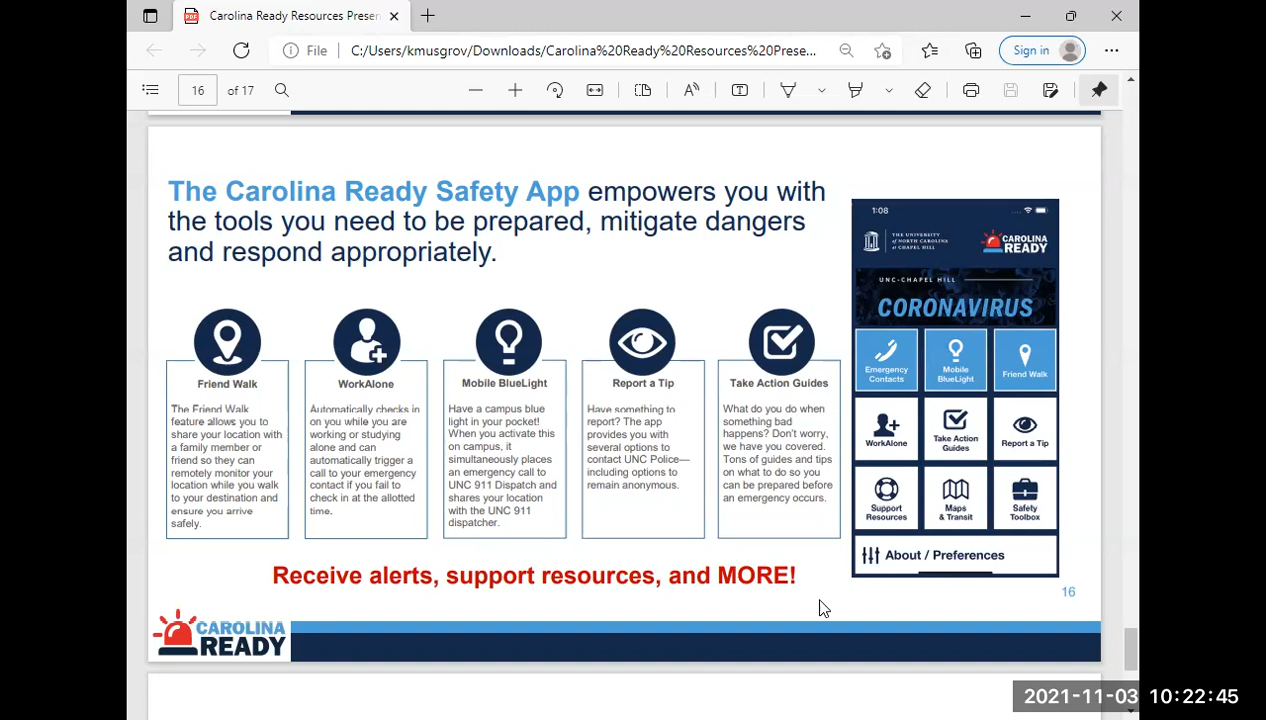 Carolina Ready Resources Presen
File
C:/Users/kmusgrov/Downloads/Carolina%20Ready%20Resources%20Prese...
Sign in
16 of 17
The Carolina Ready Safety App empowers you with
the tools you need to be prepared, mitigate dangers
and respond appropriately.
Friend Walk
The Friend Walk
feature allows you to
share your location with
a family member or
friend so they can
remotely monitor your
location while you walk
to your destination and
ensure you arrive
safely.
WorkAlone
Automatically checks in
on you while you are
working or studying
alone and can
automatically trigger a
call to your emergency
contact if you fail to
check in at the allotted
time.
Mobile BlueLight
Have a campus blue
light in your pocket!
When you activate this
on campus, it
simultaneously places
an emergency call to
UNC 911 Dispatch and
shares your location
with the UNC 911
dispatcher.
Report a Tip
Have something to
report? The app
provides you with
several options to
contact UNC Police—
including options to
remain anonymous.
Take Action Guides
What do you do when
something bad
happens? Don't worry,
we have you covered.
Tons of guides and tips
on what to do so you
can be prepared before
an emergency occurs.
Receive alerts, support resources, and MORE!
1:08
THE UNIVERSITY
of NORTH CAROLINA
at CHAPEL HILL
CAROLINA
READY
UNC-CHAPEL HILL
CORONAVIRUS
Emergency
Contacts
Mobile
BlueLight
Friend Walk
WorkAlone
Take Action
Guides
Report a Tip
Support
Resources
Maps
& Transit
Safety
Toolbox
About / Preferences
16
CAROLINA
READY
2021-11-03 10:22:45